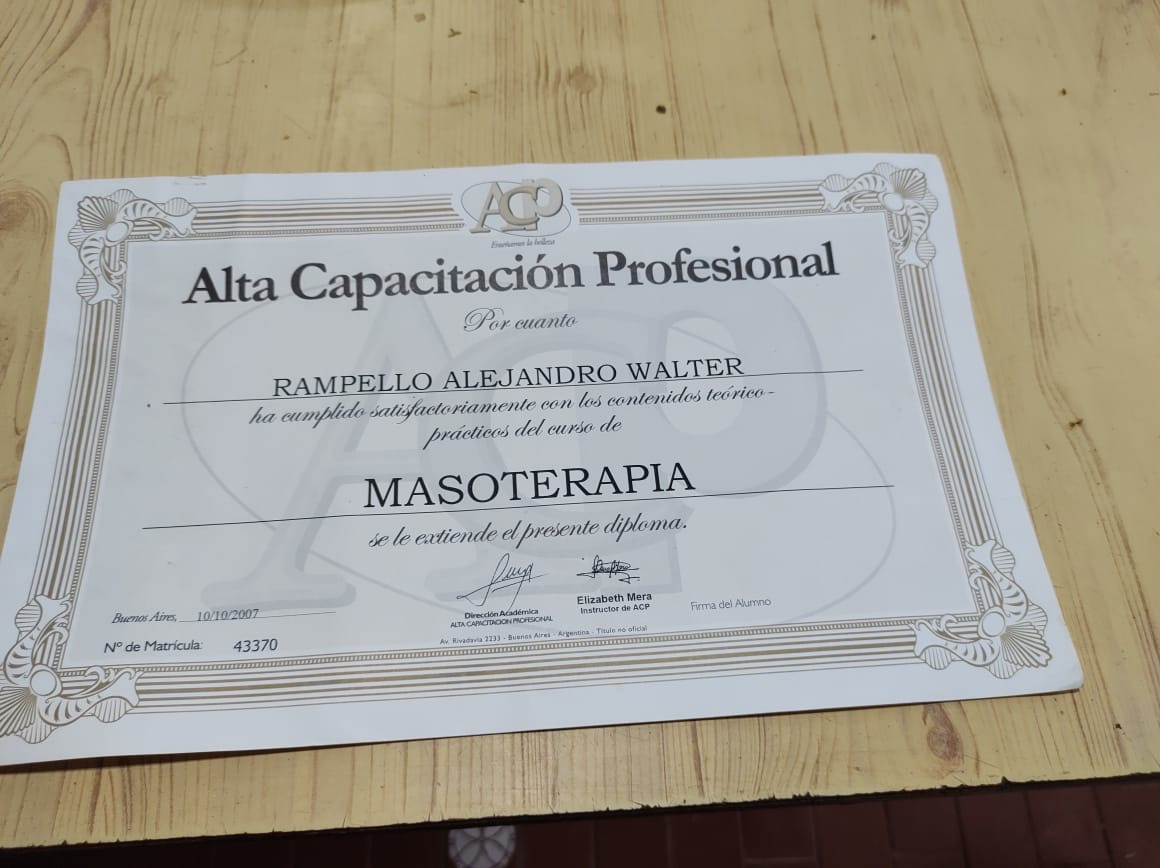 ACP
Enseñamos la belleza
Alta Capacitación Profesional
Por cuanto
RAMPELLO ALEJANDRO WALTER
ha cumplido satisfactoriamente con los contenidos teórico-
prácticos del curso de
MASOTERAPIA
se le extiende el presente diploma.
Buenos Aires, 10/10/2007
Nº de Matrícula: 43370
Dirección Académica
ALTA CAPACITACION PROFESIONAL
Elizabeth Mera
Instructor de ACP
Firma del Alumno
Av. Rivadavia 2233 - Buenos Aires - Argentina - Título no oficial